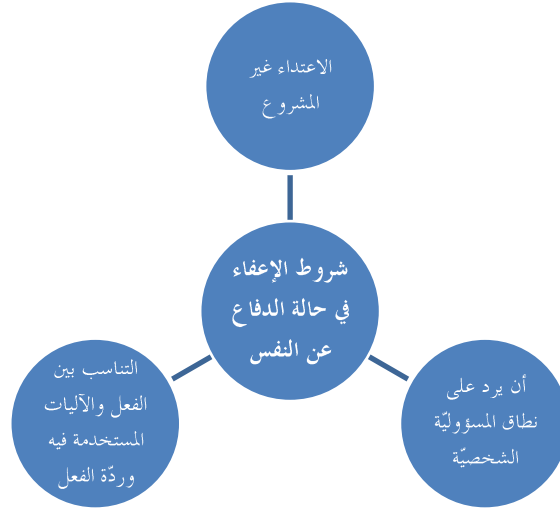 الاعتداء غير
المشروع
شروط الإعفاء
في حالة الدفاع
عن النفس
أن يرد على
نطاق المسؤوليّة
الشخصيّة
التناسب بين
الفعل والآليات
المستخدمة فيه
وردّة الفعل